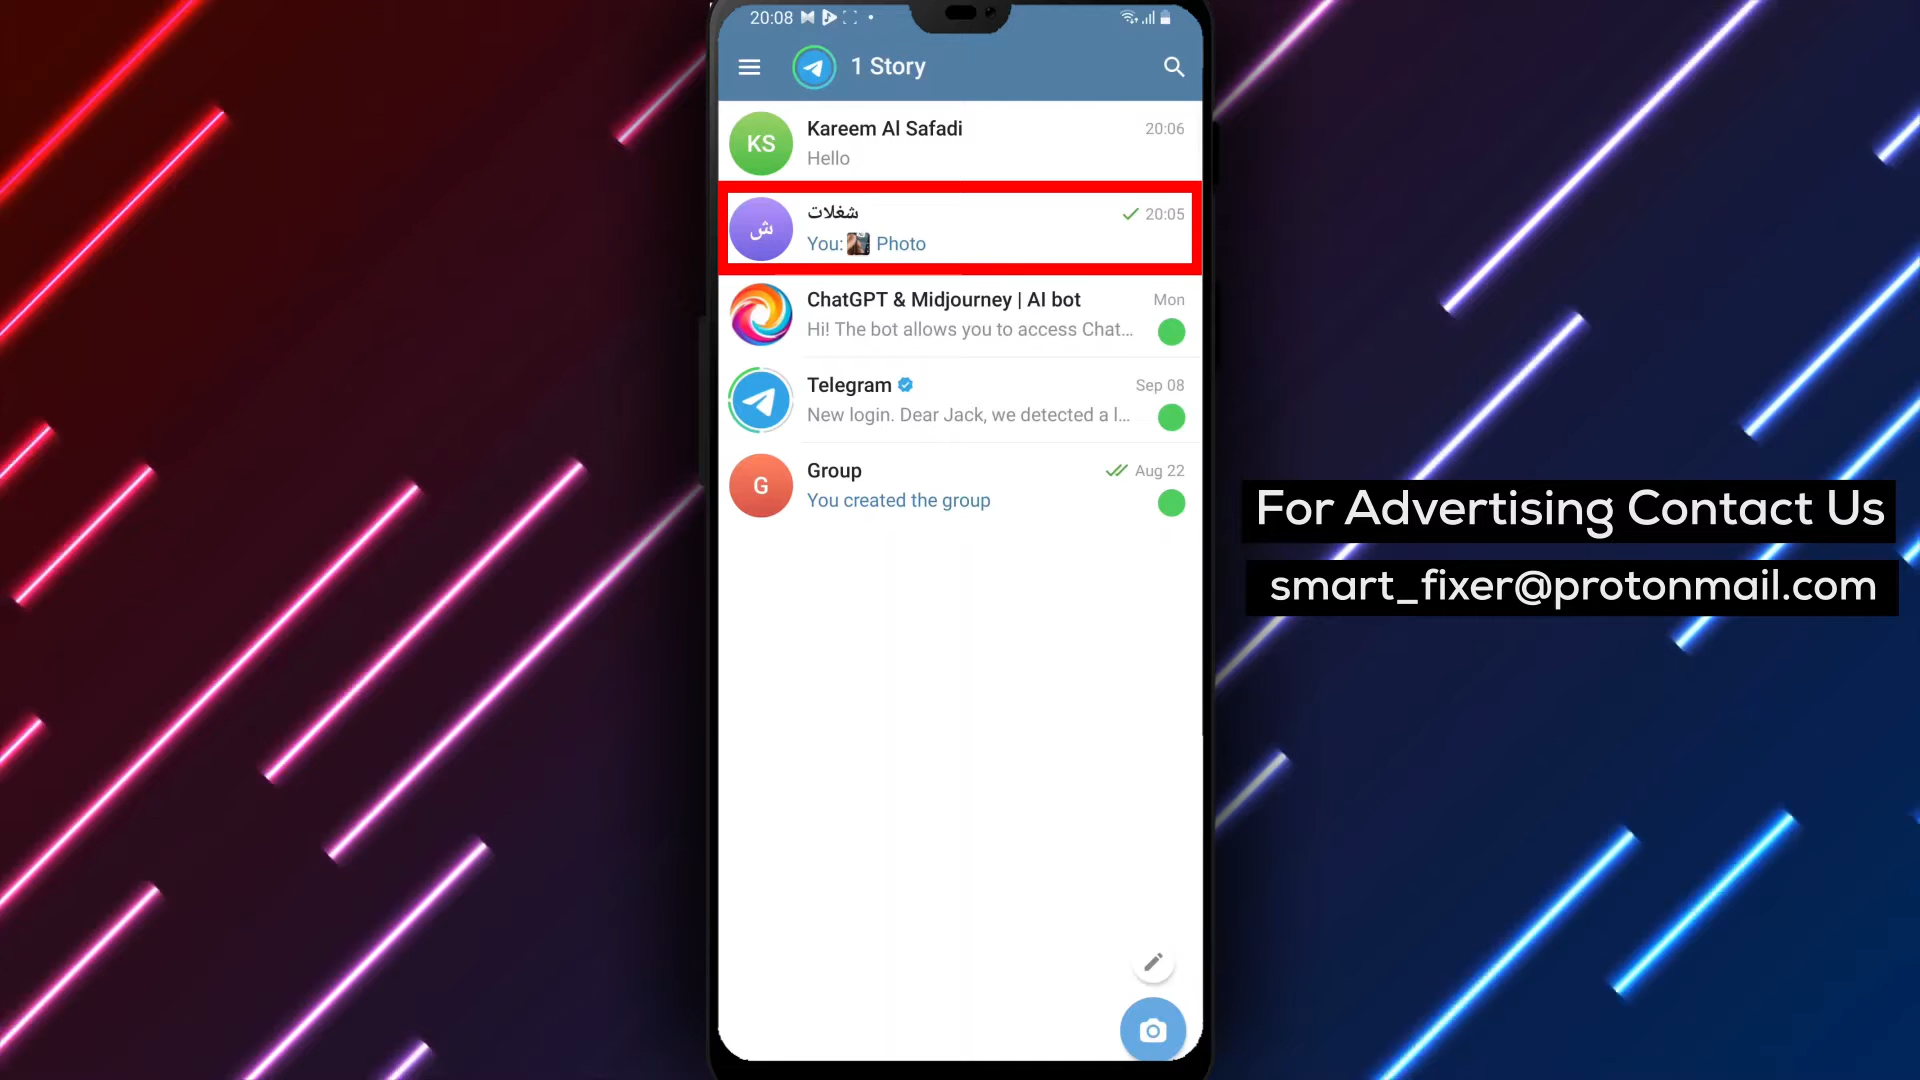 20:08
1 Story
KS
Kareem Al Safadi
20:06
Hello
ش
شغلات
20:05
You: Photo
ChatGPT & Midjourney | AI bot
Mon
Hi! The bot allows you to access Chat...
Telegram
Sep 08
New login. Dear Jack, we detected a l...
G
Group
Aug 22
You created the group
For Advertising Contact Us
smart_fixer@protonmail.com